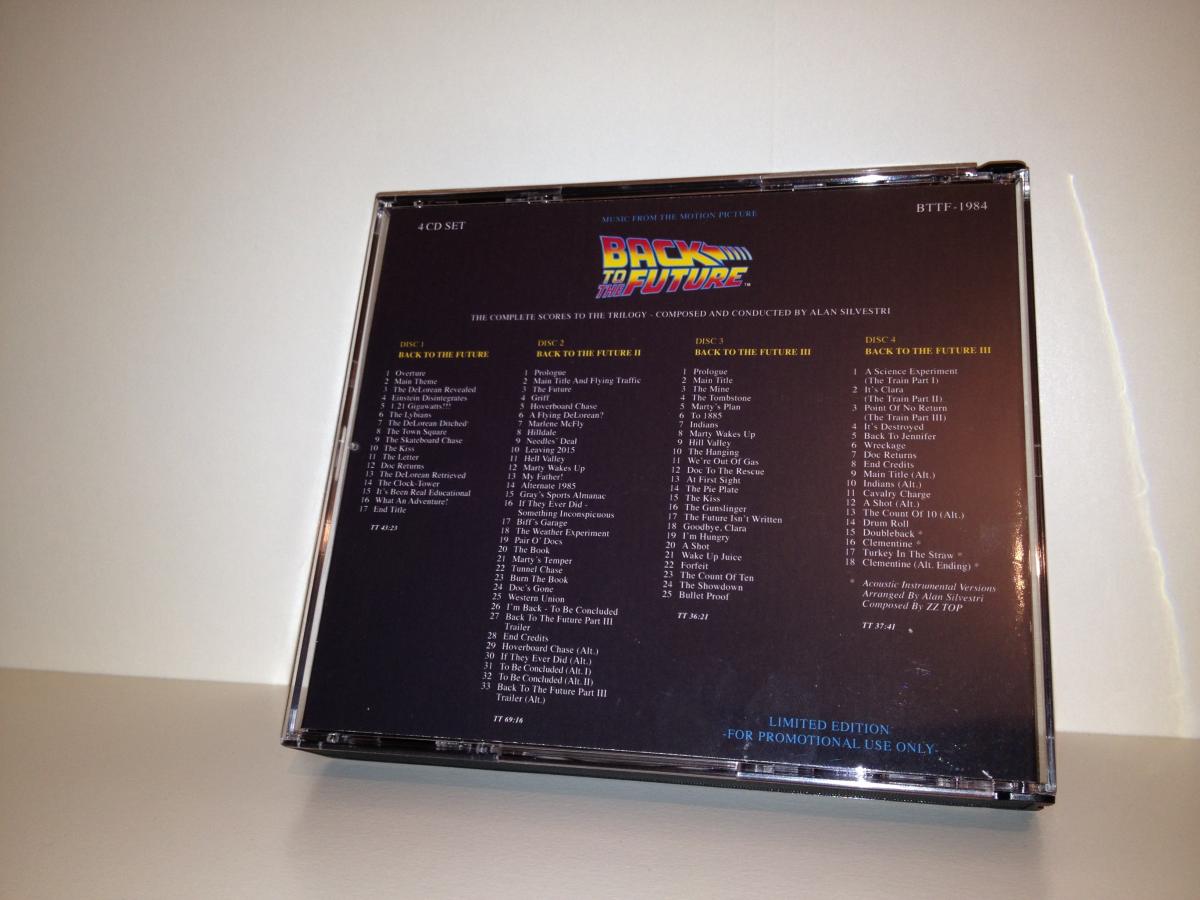 4 CD SET
MUSIC FROM THE MOTION PICTURE
BTTF-1984
BACK
TO
THE FUTURE™
THE COMPLETE SCORES TO THE TRILOGY - COMPOSED AND CONDUCTED BY ALAN SILVESTRI
DISC 1
BACK TO THE FUTURE
1 Overture
2 Main Theme
3 The DeLorean Revealed
4 Einstein Disintegrates
5 1.21 Gigawatts!!!
6 The Lybians
7 The DeLorean Ditched
8 The Town Square
9 The Skateboard Chase
10 The Kiss
11 The Letter
12 Doc Returns
13 The DeLorean Retrieved
14 The Clock-Tower
15 It's Been Real Educational
16 What An Adventure!
17 End Title
TT 43:23
DISC 2
BACK TO THE FUTURE II
1 Prologue
2 Main Title And Flying Traffic
3 The Future
4 Griff
5 Hoverboard Chase
6 A Flying DeLorean?
7 Marlene McFly
8 Hilldale
9 Needles' Deal
10 Leaving 2015
11 Hell Valley
12 Marty Wakes Up
13 My Father!
14 Alternate 1985
15 Gray's Sports Almanac
16 If They Ever Did -
Something Inconspicuous
17 Biff's Garage
18 The Weather Experiment
19 Pair O' Docs
20 The Book
21 Marty's Temper
22 Tunnel Chase
23 Burn The Book
24 Doc's Gone
25 Western Union
26 I'm Back - To Be Concluded
27 Back To The Future Part III
Trailer
28 End Credits
29 Hoverboard Chase (Alt.)
30 If They Ever Did (Alt.)
31 To Be Concluded (Alt. I)
32 To Be Concluded (Alt. II)
33 Back To The Future Part III
Trailer (Alt.)
TT 69:16
DISC 3
BACK TO THE FUTURE III
1 Prologue
2 Main Title
3 The Mine
4 The Tombstone
5 Marty's Plan
6 To 1885
7 Indians
8 Marty Wakes Up
9 Hill Valley
10 The Hanging
11 We're Out Of Gas
12 Doc To The Rescue
13 At First Sight
14 The Pie Plate
15 The Kiss
16 The Gunslinger
17 The Future Isn't Written
18 Goodbye, Clara
19 I'm Hungry
20 A Shot
21 Wake Up Juice
22 Forfeit
23 The Count Of Ten
24 The Showdown
25 Bullet Proof
TT 36:21
DISC 4
BACK TO THE FUTURE III
1 A Science Experiment
(The Train Part I)
2 It's Clara
(The Train Part II)
3 Point Of No Return
(The Train Part III)
4 It's Destroyed
5 Back To Jennifer
6 Wreckage
7 Doc Returns
8 End Credits
9 Main Title (Alt.)
10 Indians (Alt.)
11 Cavalry Charge
12 A Shot (Alt.)
13 The Count Of 10 (Alt.)
14 Drum Roll
15 Doubleback *
16 Clementine *
17 Turkey In The Straw *
18 Clementine (Alt. Ending) *
* Acoustic Instrumental Versions
Arranged By Alan Silvestri
Composed By ZZ TOP
TT 37:41
LIMITED EDITION
-FOR PROMOTIONAL USE ONLY-